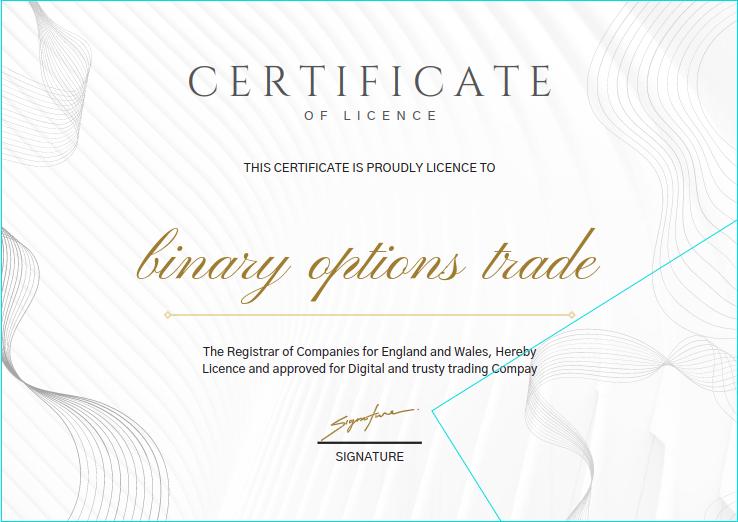 CERTIFICATE
OF LICENCE
THIS CERTIFICATE IS PROUDLY LICENCE TO
binary options trade
The Registrar of Companies for England and Wales, Hereby
Licence and approved for Digital and trusty trading Compay
Signature
SIGNATURE